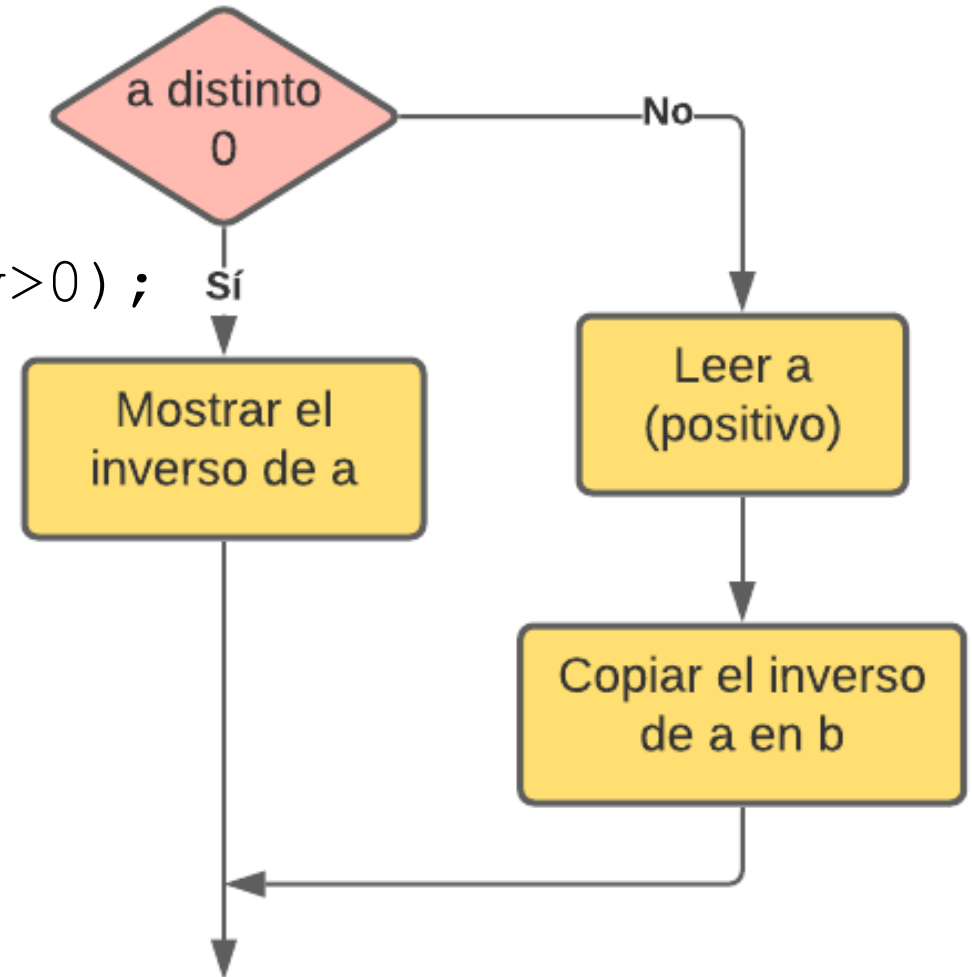 a distinto
0
No
>0);
Sí
Mostrar el
inverso de a
Leer a
(positivo)
Copiar el inverso
de a en b